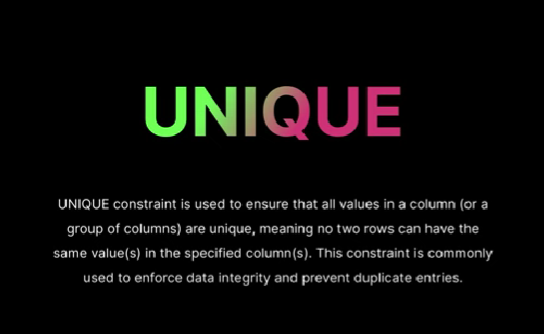 UNIQUE
UNIQUE constraint is used to ensure that all values in a column (or a
group of columns) are unique, meaning no two rows can have the
same value(s) in the specified column(s). This constraint is commonly
used to enforce data integrity and prevent duplicate entries.